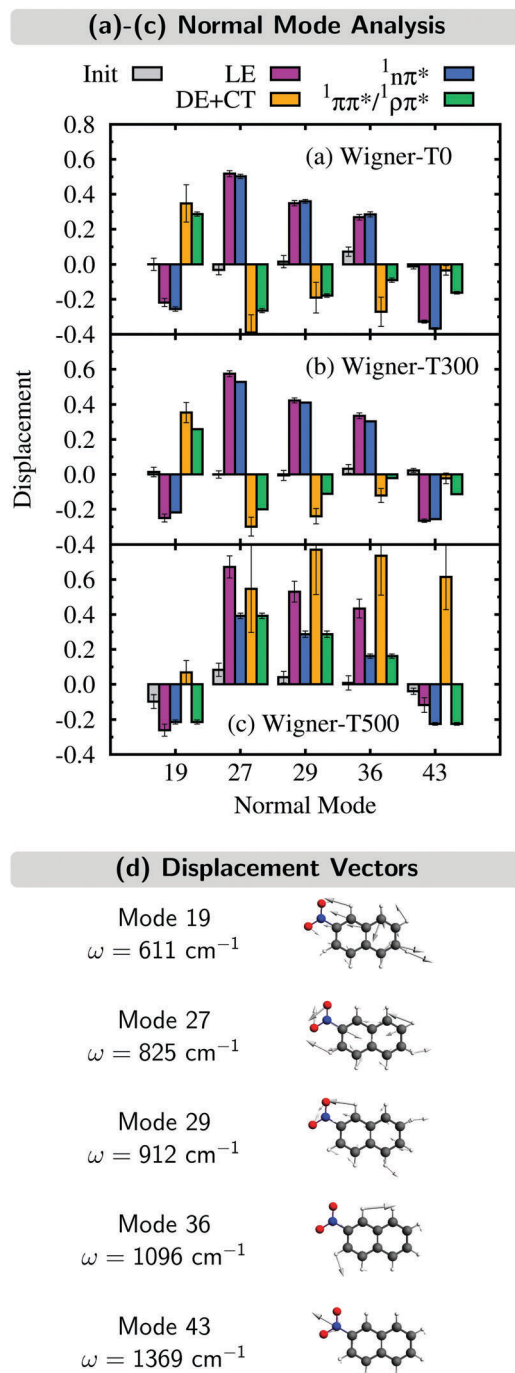 (a)-(c) Normal Mode Analysis
Init LE ¹nπ*
DE+CT ¹ππ*/¹ρπ*
0.8
0.6
0.4
0.2
0.0
-0.2
-0.4
(a) Wigner-T0
0.6
0.4
0.2
0.0
-0.2
-0.4
(b) Wigner-T300
0.6
0.4
0.2
0.0
-0.2
-0.4
(c) Wigner-T500
Displacement
19 27 29 36 43
Normal Mode
(d) Displacement Vectors
Mode 19
ω = 611 cm⁻¹
Mode 27
ω = 825 cm⁻¹
Mode 29
ω = 912 cm⁻¹
Mode 36
ω = 1096 cm⁻¹
Mode 43
ω = 1369 cm⁻¹